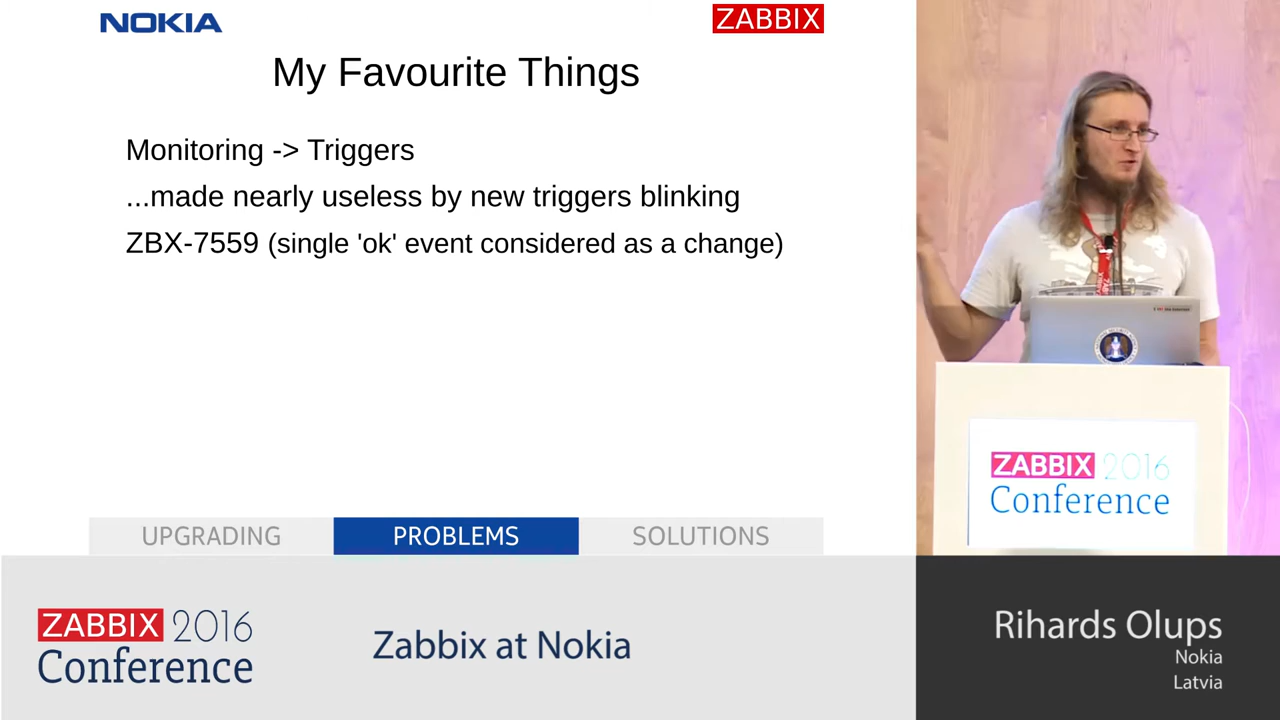 NOKIA
ZABBIX
My Favourite Things
Monitoring -> Triggers
...made nearly useless by new triggers blinking
ZBX-7559 (single 'ok' event considered as a change)
UPGRADING
PROBLEMS
SOLUTIONS
ZABBIX 2016
Conference
ZABBIX 2016
Conference
Zabbix at Nokia
Rihards Olups
Nokia
Latvia